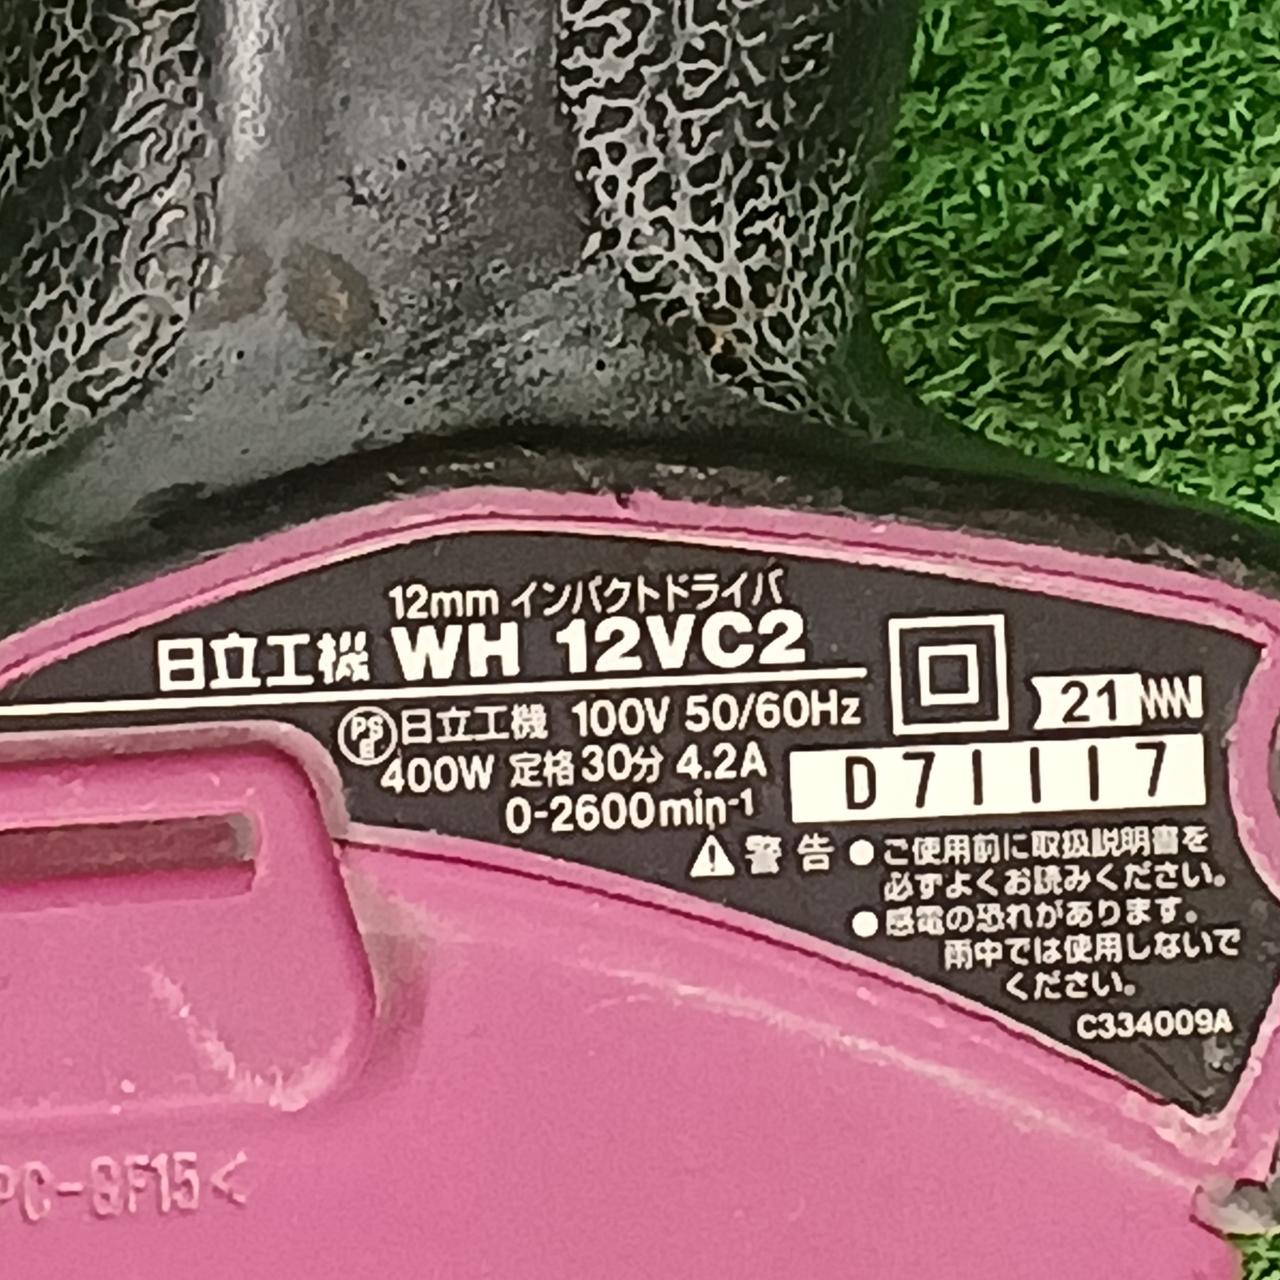 12mm インパクトドライバ
日立工機 WH 12VC2
PS E 日立工機 100V 50/60Hz
400W 定格30分 4.2A
0-2600min-1
21
D71117
警告 ●ご使用前に取扱説明書を
必ずよくお読みください。
●感電の恐れがあります。
雨中では使用しないで
ください。
C334009A
PC-GF15<